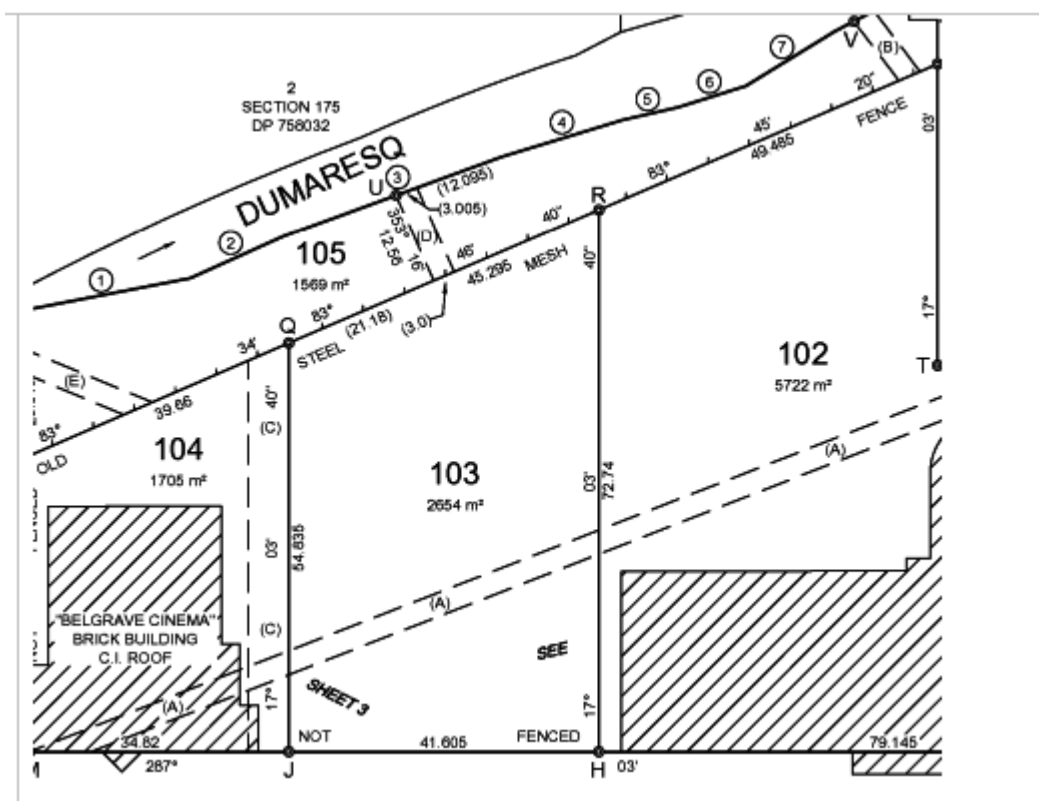 2
SECTION 175
DP 758032
DUMARESQ
1
2
3
4
5
6
7
U
V
(B)
20"
FENCE
03'
45'
49.485
83°
(12.095)
(3.005)
353°
12.56
16'
(D)
R
40"
46'
45.295
MESH
40"
105
1569 m²
Q
83°
(21.18)
(3.0)
STEEL
34'
17°
T
102
5722 m²
(E)
39.66
83°
OLD
40"
(C)
104
1705 m²
103
2654 m²
03'
72.74
(A)
03'
54.835
(A)
(C)
"BELGRAVE CINEMA"
BRICK BUILDING
C.I. ROOF
SEE
SHEET 3
(A)
17°
17°
NOT
FENCED
34.82
41.605
79.145
287°
J
H
03'